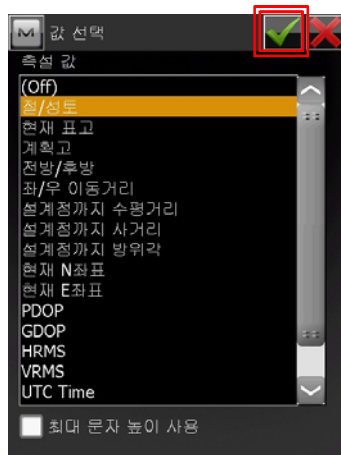 값 선택
측설 값
(Off)
절/성토
현재 표고
계획고
전방/후방
좌/우 이동거리
설계점까지 수평거리
설계점까지 사거리
설계점까지 방위각
현재 N좌표
현재 E좌표
PDOP
GDOP
HRMS
VRMS
UTC Time
최대 문자 높이 사용